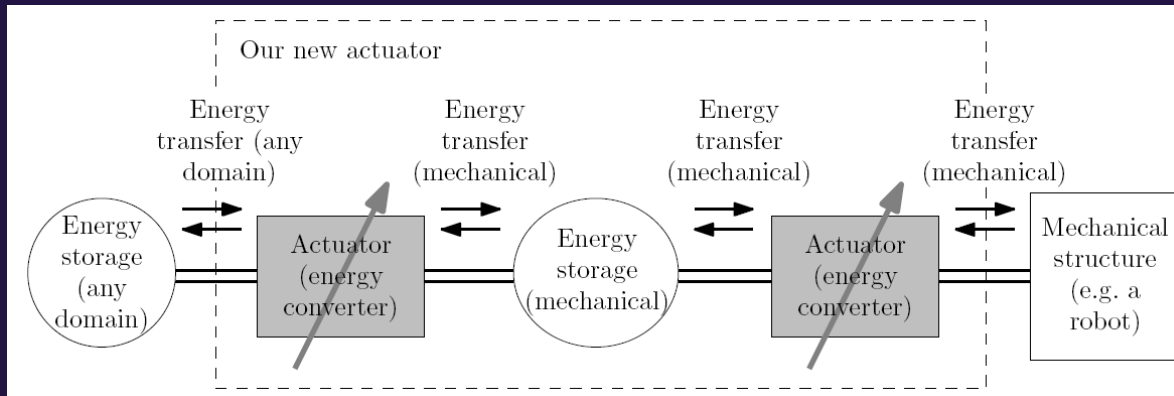 Our new actuator
Energy
transfer (any
domain)
Energy
transfer
(mechanical)
Energy
transfer
(mechanical)
Energy
transfer
(mechanical)
Energy
storage
(any
domain)
Actuator
(energy
converter)
Energy
storage
(mechanical)
Actuator
(energy
converter)
Mechanical
structure
(e.g. a
robot)